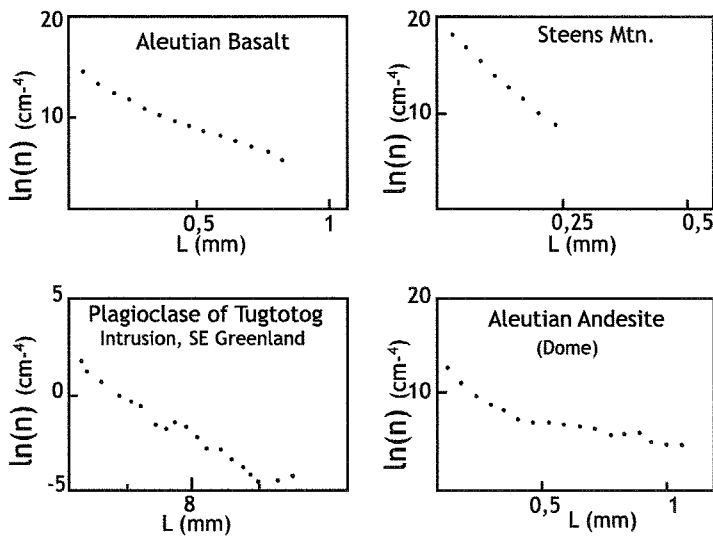 20
Aleutian Basalt
10
ln(n) (cm-4)
0,5
1
L (mm)
20
Steens Mtn.
10
ln(n) (cm-4)
0,25
0,5
L (mm)
5
Plagioclase of Tugtotog
Intrusion, SE Greenland
0
ln(n) (cm-4)
-5
8
L (mm)
20
Aleutian Andesite
(Dome)
10
ln(n) (cm-4)
0,5
1
L (mm)